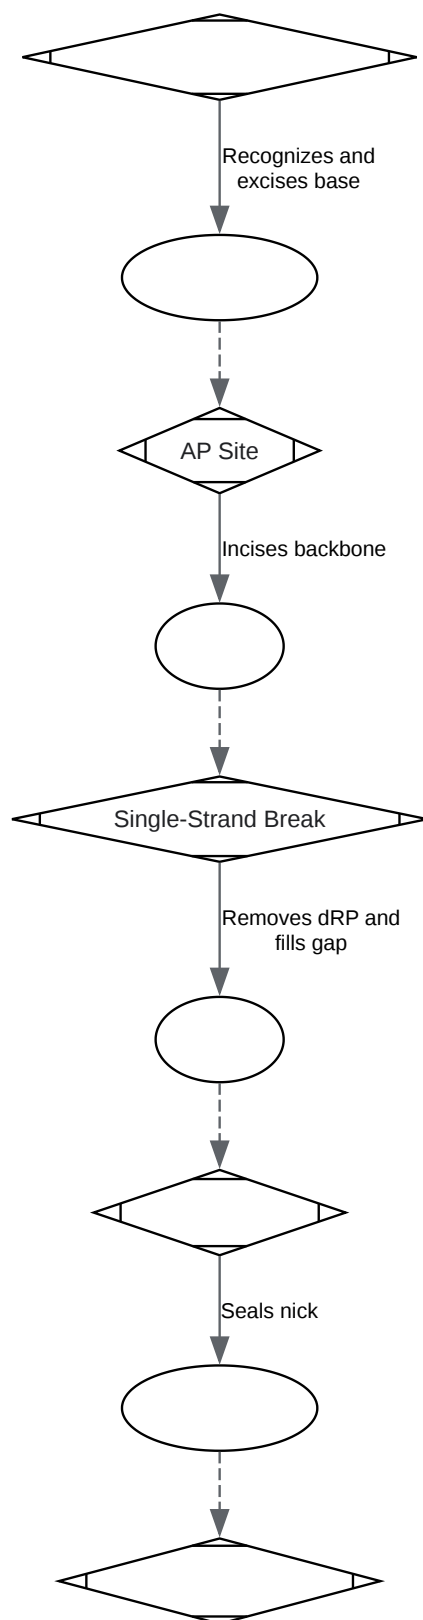 Recognizes and
excises base
AP Site
Incises backbone
Single-Strand Break
Removes dRP and
fills gap
Seals nick